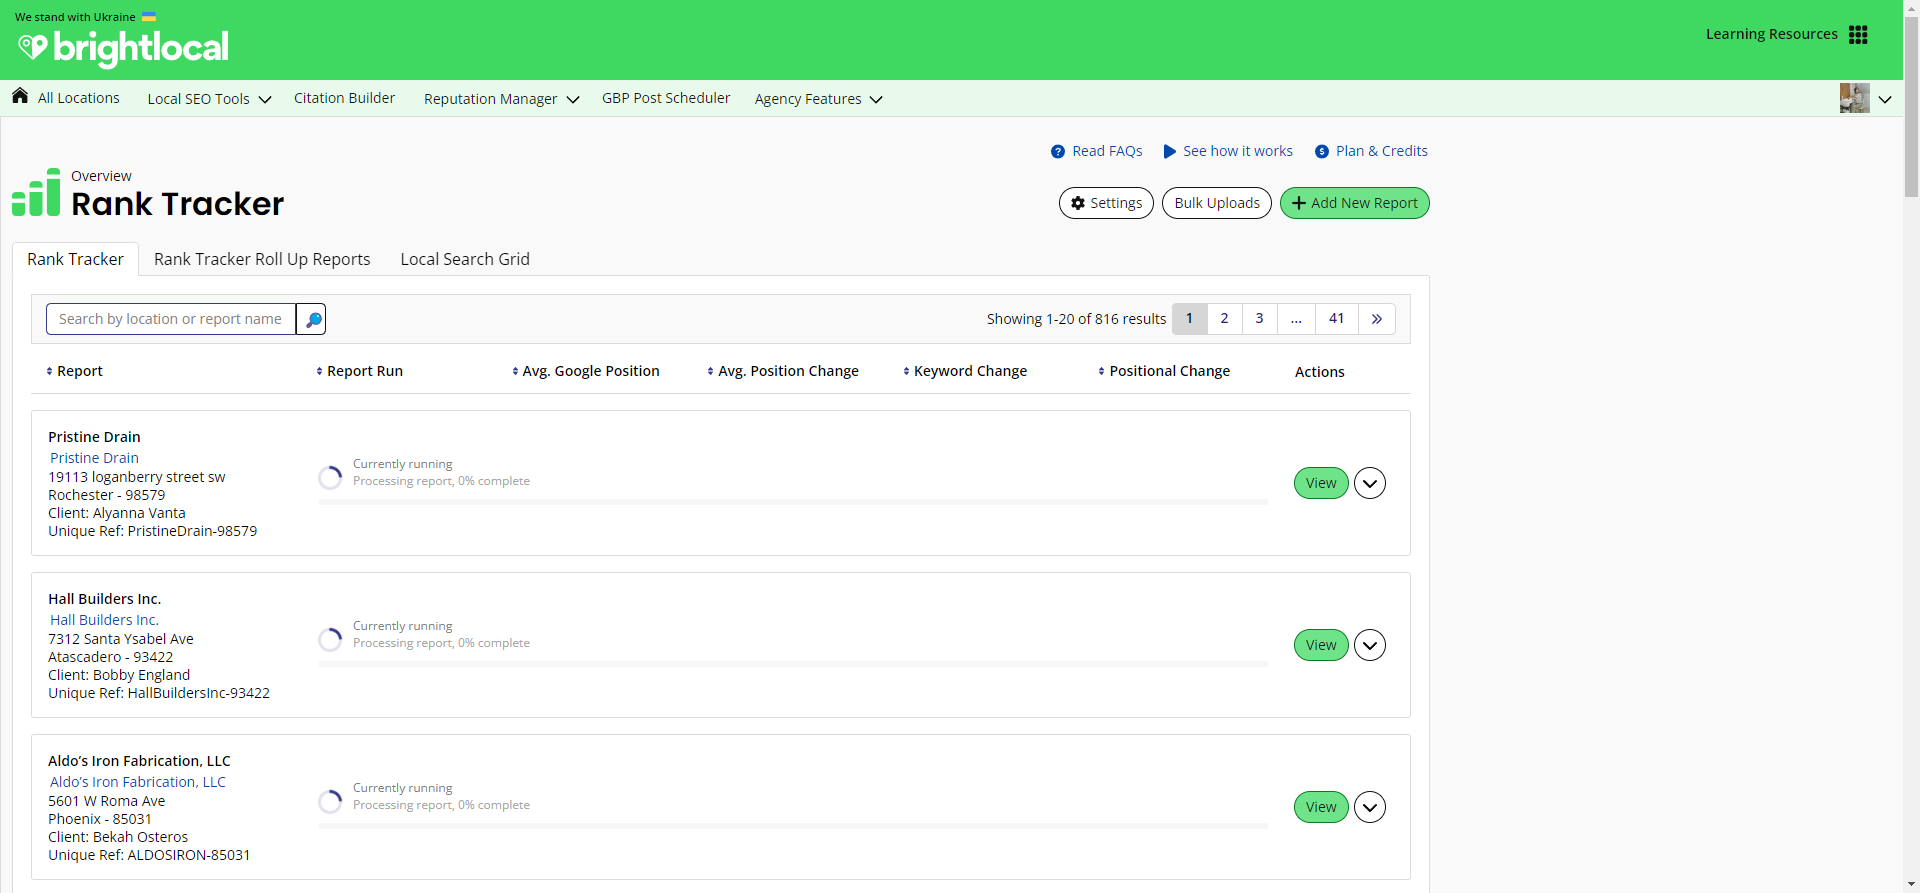 We stand with Ukraine
brightlocal
Learning Resources
All Locations
Local SEO Tools
Citation Builder
Reputation Manager
GBP Post Scheduler
Agency Features
Read FAQs
See how it works
Plan & Credits
Overview
Rank Tracker
Settings
Bulk Uploads
Add New Report
Rank Tracker
Rank Tracker Roll Up Reports
Local Search Grid
Search by location or report name
Showing 1-20 of 816 results
1
2
3
...
41
»
Report
Report Run
Avg. Google Position
Avg. Position Change
Keyword Change
Positional Change
Actions
Pristine Drain
Pristine Drain
19113 loganberry street sw
Rochester - 98579
Client: Alyanna Vanta
Unique Ref: PristineDrain-98579
Currently running
Processing report, 0% complete
View
Hall Builders Inc.
Hall Builders Inc.
7312 Santa Ysabel Ave
Atascadero - 93422
Client: Bobby England
Unique Ref: HallBuildersInc-93422
Currently running
Processing report, 0% complete
View
Aldo’s Iron Fabrication, LLC
Aldo’s Iron Fabrication, LLC
5601 W Roma Ave
Phoenix - 85031
Client: Bekah Osteros
Unique Ref: ALDOSIRON-85031
Currently running
Processing report, 0% complete
View